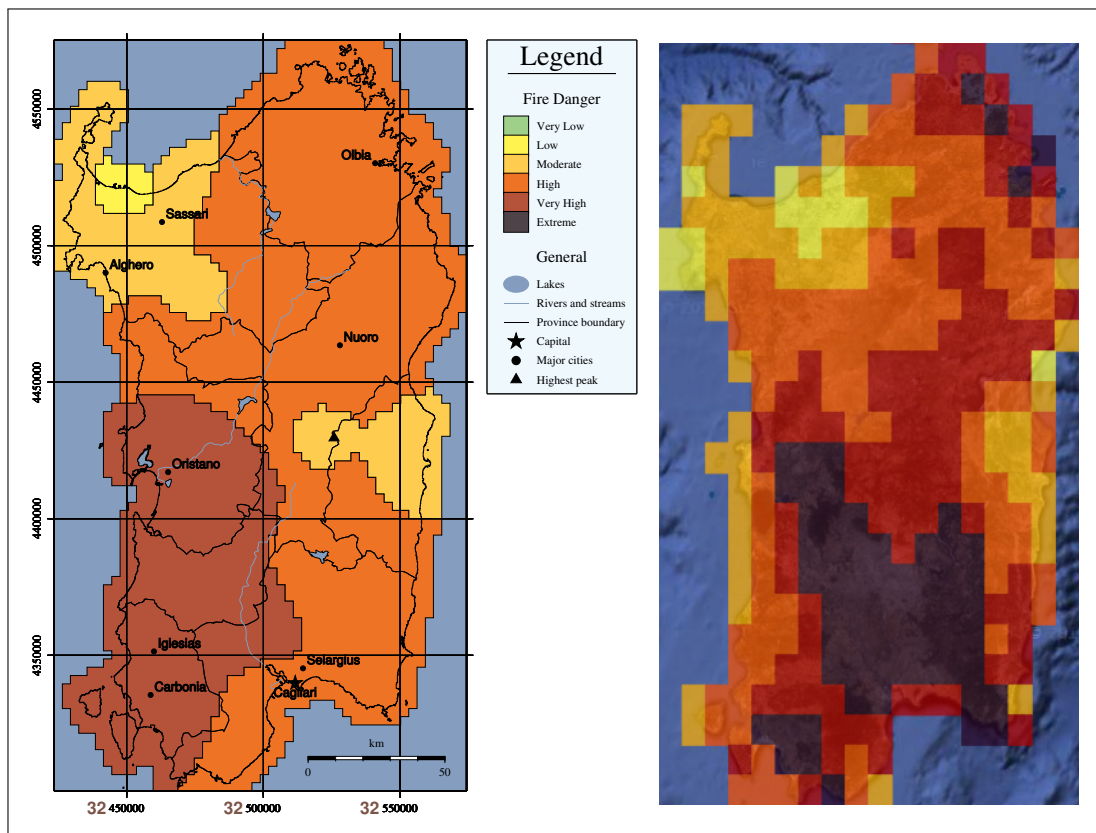 4550000
4500000
4450000
4400000
4350000
Olbia
Sassari
Alghero
Nuoro
Oristano
Iglesias
Selargius
Carbonia
Cagliari
km
0
50
32 450000
32 500000
32 550000
Legend
Fire Danger
Very Low
Low
Moderate
High
Very High
Extreme
General
Lakes
Rivers and streams
Province boundary
Capital
Major cities
Highest peak